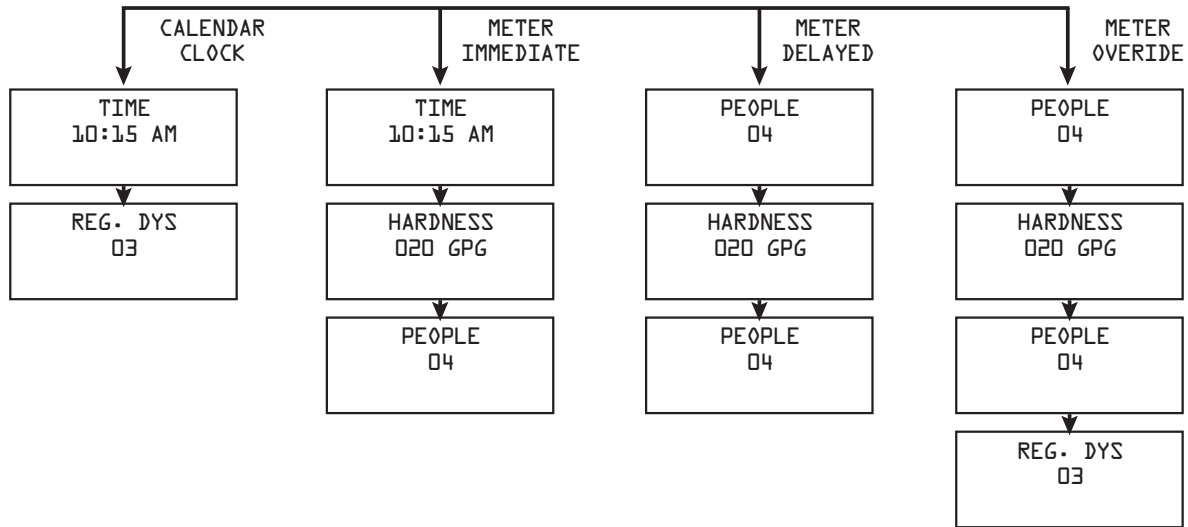 CALENDAR
CLOCK
METER
IMMEDIATE
METER
DELAYED
METER
OVERIDE
TIME
10:15 AM
TIME
10:15 AM
PEOPLE
04
PEOPLE
04
REG. DYS
03
HARDNESS
020 GPG
HARDNESS
020 GPG
HARDNESS
020 GPG
PEOPLE
04
PEOPLE
04
PEOPLE
04
REG. DYS
03